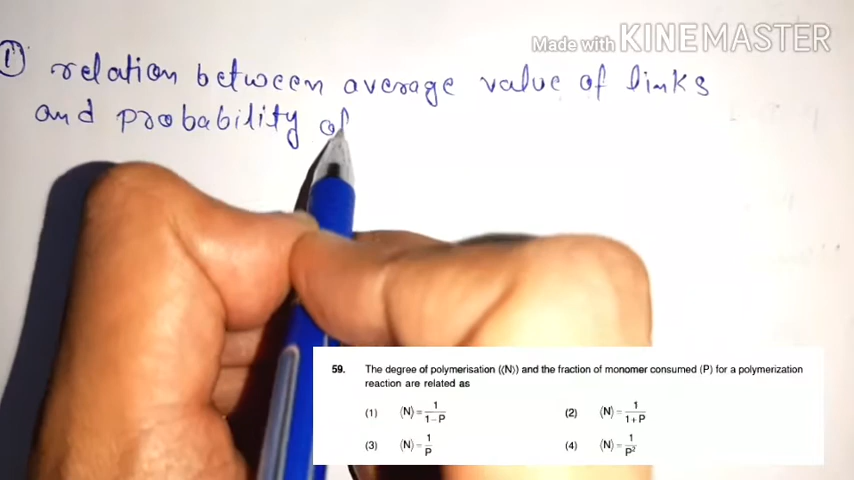 Made with KINEMASTER
① relation between average value of links
and probability of
59. The degree of polymerisation (⟨N⟩) and the fraction of monomer consumed (P) for a polymerization
reaction are related as
(1) ⟨N⟩ = 1/(1–P) (2) ⟨N⟩ = 1/(1+P)
(3) ⟨N⟩ = 1/P (4) ⟨N⟩ = 1/P²